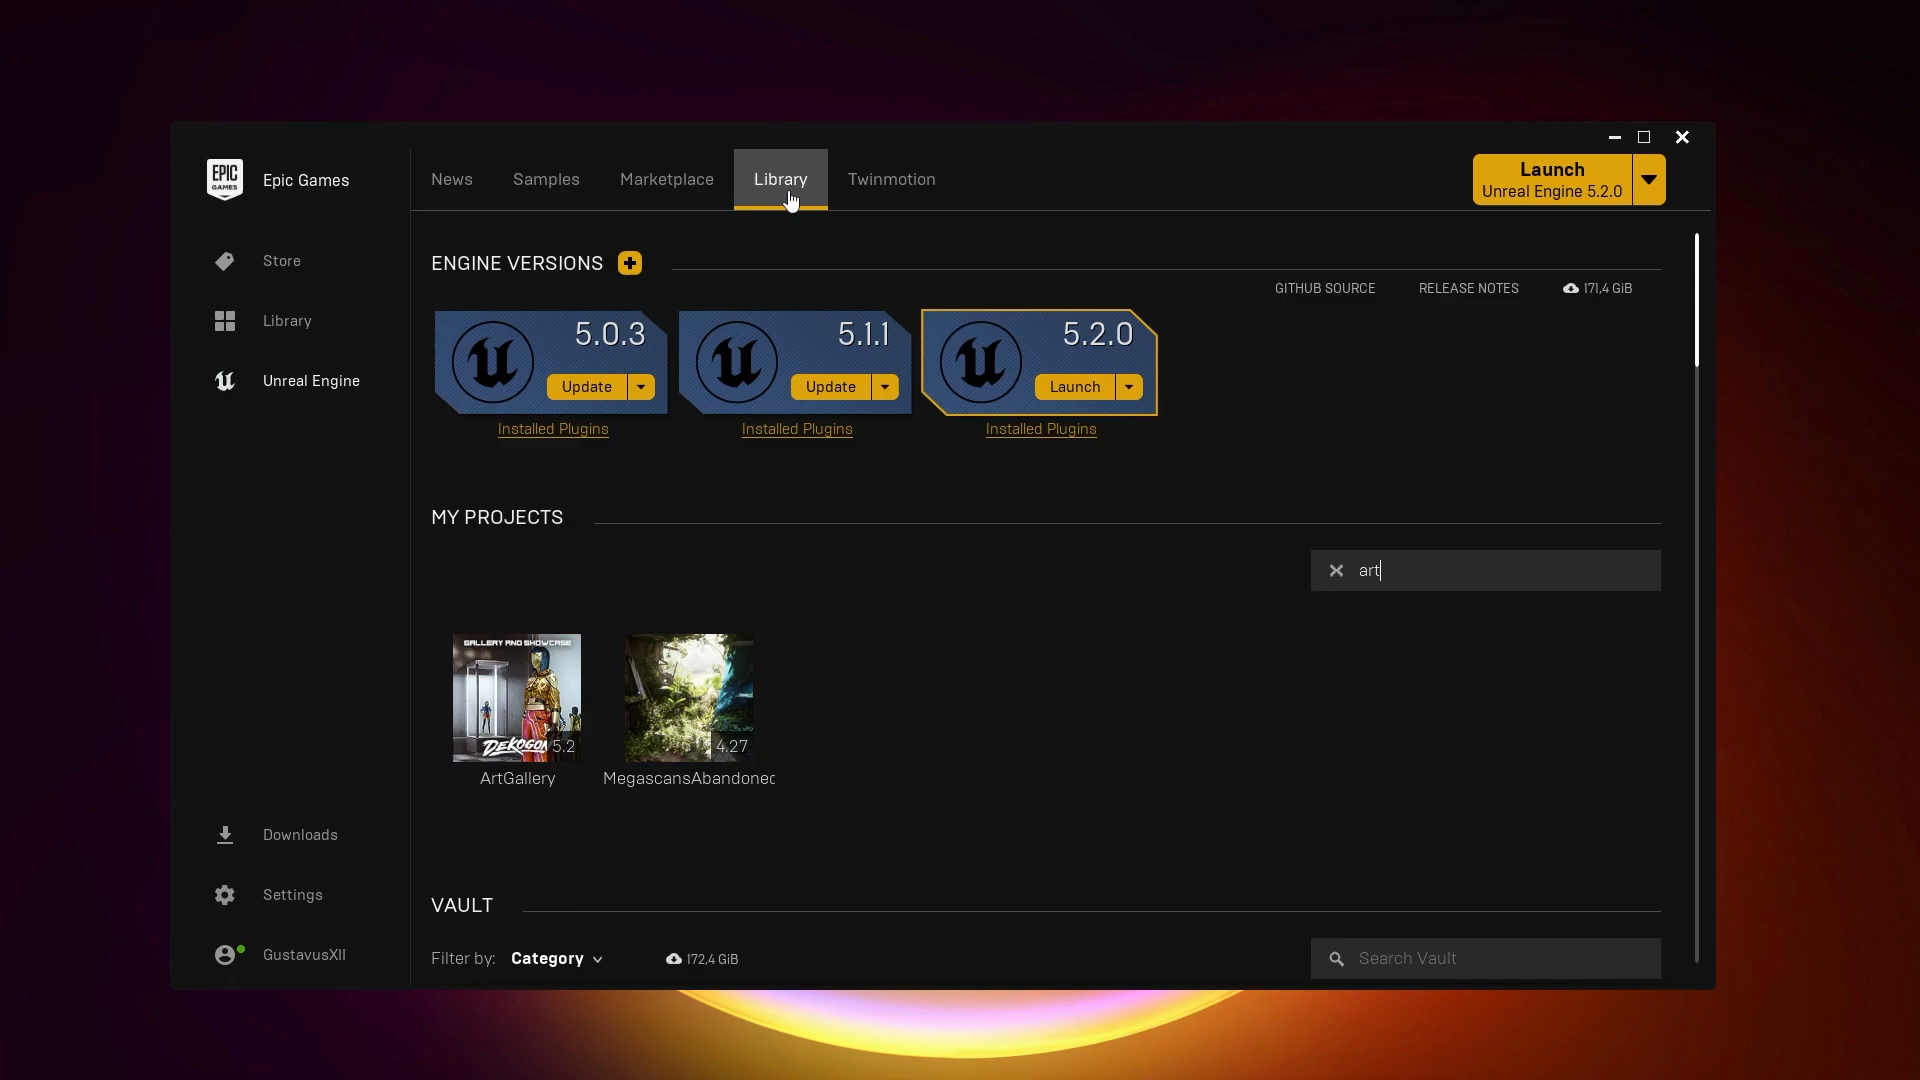 EPIC
GAMES
Epic Games
News
Samples
Marketplace
Library
Twinmotion
Launch
Unreal Engine 5.2.0
Store
Library
Unreal Engine
Downloads
Settings
GustavusXII
ENGINE VERSIONS
GITHUB SOURCE
RELEASE NOTES
171,4 GiB
5.0.3
Update
Installed Plugins
5.1.1
Update
Installed Plugins
5.2.0
Launch
Installed Plugins
MY PROJECTS
art
GALLERY AND SHOWCASE
DEKOGON
5.2
ArtGallery
4.27
MegascansAbandoned
VAULT
Filter by:
Category
172,4 GiB
Search Vault